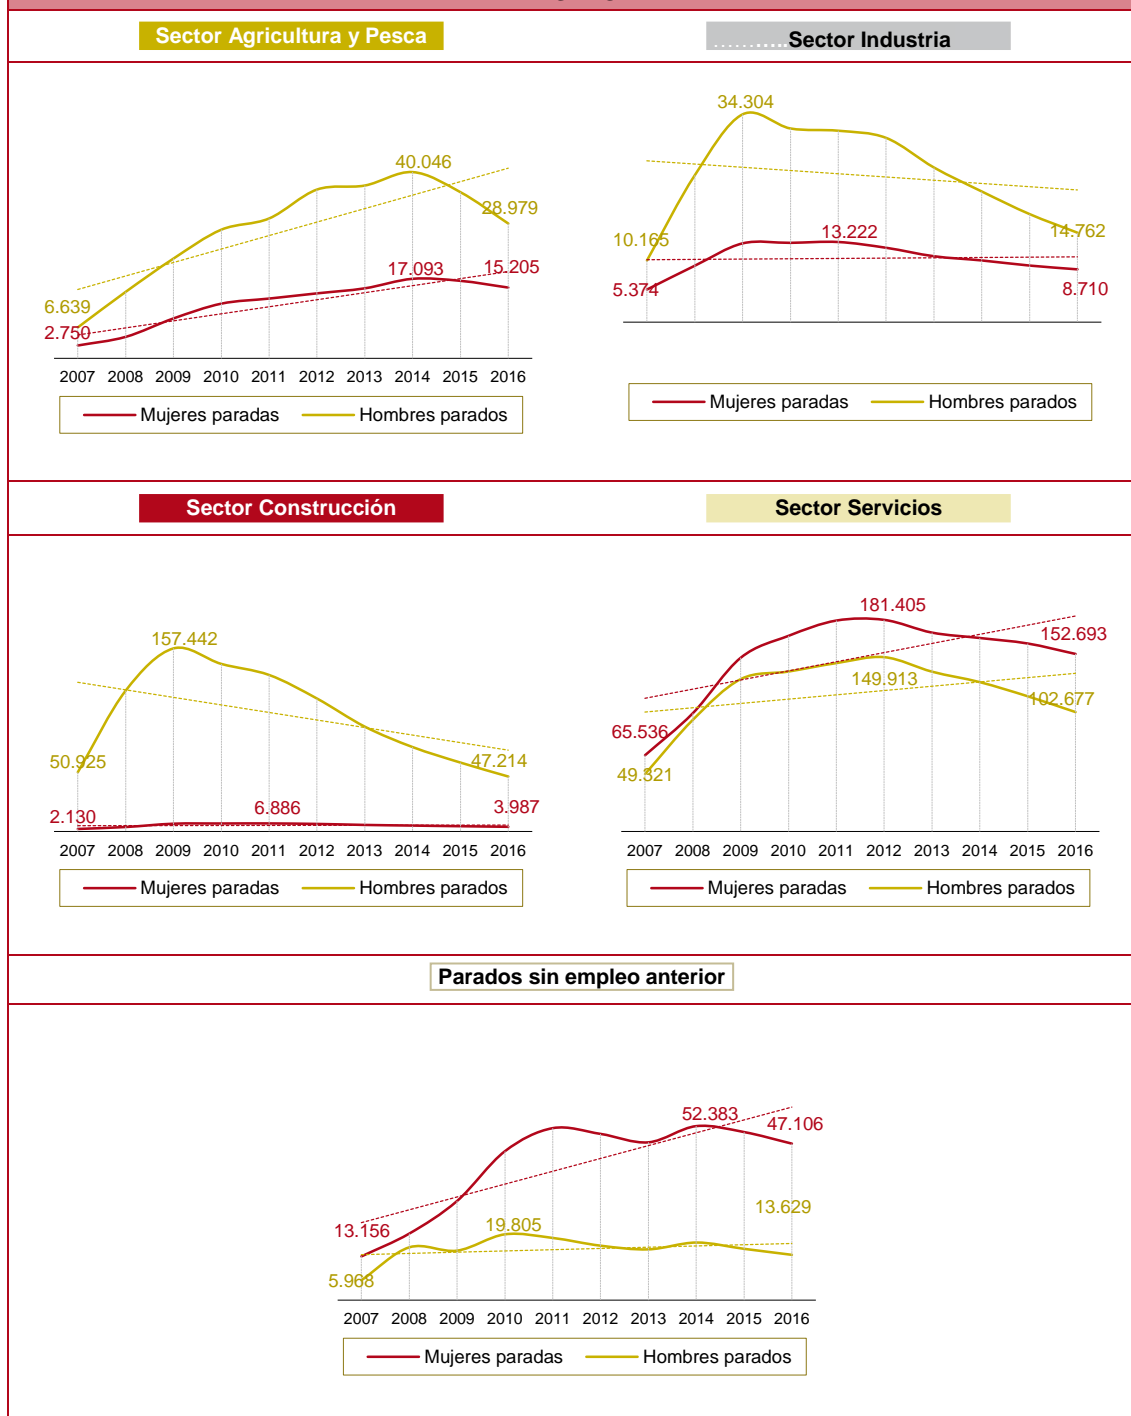 Sector Agricultura y Pesca
...........Sector Industria
40.046
28.979
17.093
15.205
6.639
2.750
2007 2008 2009 2010 2011 2012 2013 2014 2015 2016
Mujeres paradas Hombres parados
34.304
10.165
13.222
14.762
5.374
8.710
Mujeres paradas Hombres parados
Sector Construcción
Sector Servicios
157.442
50.925
47.214
2.130
6.886
3.987
2007 2008 2009 2010 2011 2012 2013 2014 2015 2016
Mujeres paradas Hombres parados
181.405
152.693
149.913
102.677
65.536
49.321
2007 2008 2009 2010 2011 2012 2013 2014 2015 2016
Mujeres paradas Hombres parados
Parados sin empleo anterior
52.383
47.106
13.156
19.805
13.629
5.968
2007 2008 2009 2010 2011 2012 2013 2014 2015 2016
Mujeres paradas Hombres parados